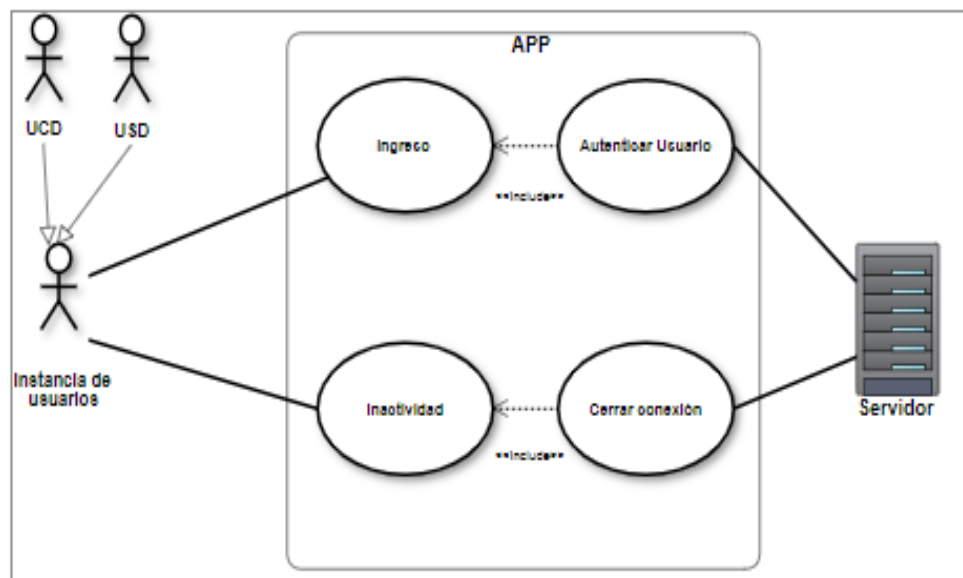 APP
UCD
USD
Ingreso
Autenticar Usuario
**Include**
Instancia de
usuarios
Inactividad
Cerrar conexión
**Include**
Servidor